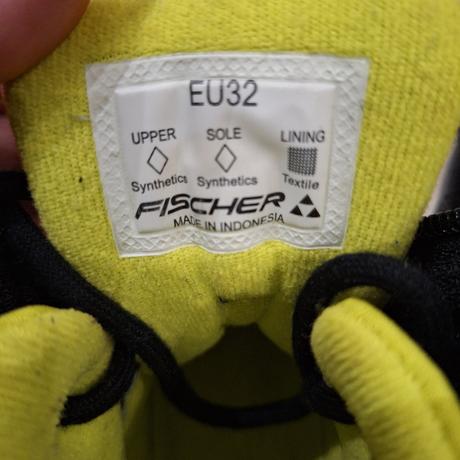 EU32
UPPER SOLE LINING
Synthetics Synthetics Textile
FISCHER
MADE IN INDONESIA